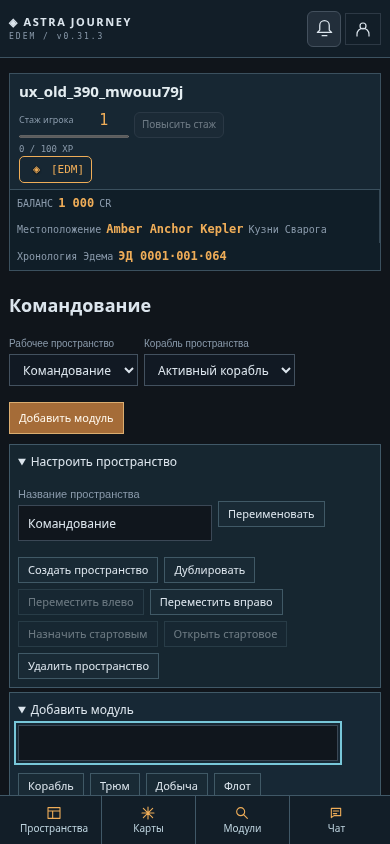 ◈ ASTRA JOURNEY
EDEM / v0.31.3
ux_old_390_mwouu79j
Стаж игрока 1 Повысить стаж
0 / 100 XP
◈ [EDM]
БАЛАНС 1 000 CR
Местоположение Amber Anchor Kepler Кузни Сварога
Хронология Эдема ЭД 0001·001·064
Командование
Рабочее пространство Корабль пространства
Командование Активный корабль
Добавить модуль
▼ Настроить пространство
Название пространства
Командование Переименовать
Создать пространство Дублировать
Переместить влево Переместить вправо
Назначить стартовым Открыть стартовое
Удалить пространство
▼ Добавить модуль
Корабль Трюм Добыча Флот
Пространства Карты Модули Чат